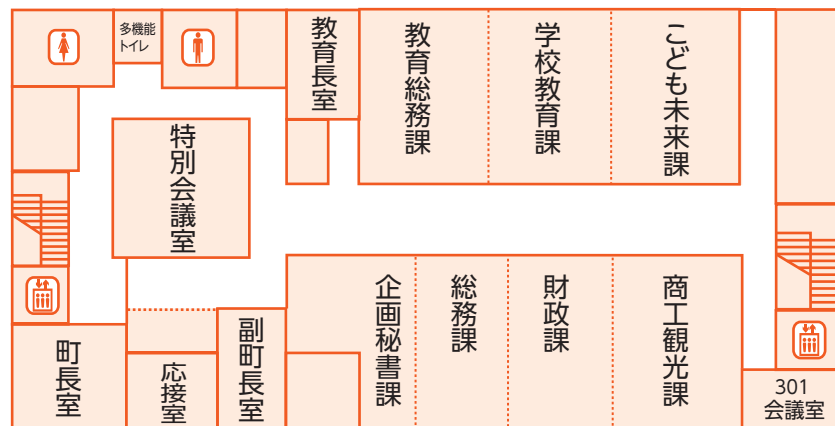 多機能
トイレ
教育長室
教育総務課
学校教育課
こども未来課
特別会議室
企画秘書課
総務課
財政課
商工観光課
町長室
応接室
副町長室
301
会議室